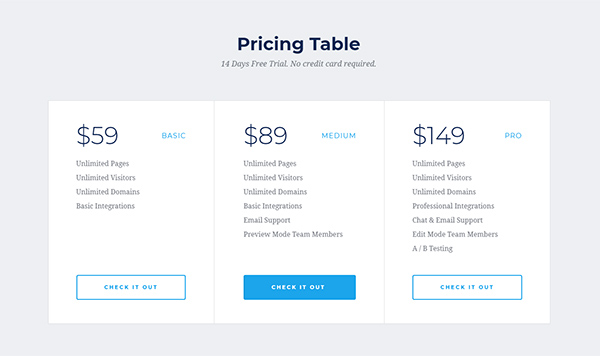 Pricing Table
14 Days Free Trial. No credit card required.
$59 BASIC
Unlimited Pages
Unlimited Visitors
Unlimited Domains
Basic Integrations
CHECK IT OUT
$89 MEDIUM
Unlimited Pages
Unlimited Visitors
Unlimited Domains
Basic Integrations
Email Support
Preview Mode Team Members
CHECK IT OUT
$149 PRO
Unlimited Pages
Unlimited Visitors
Unlimited Domains
Professional Integrations
Chat & Email Support
Edit Mode Team Members
A / B Testing
CHECK IT OUT